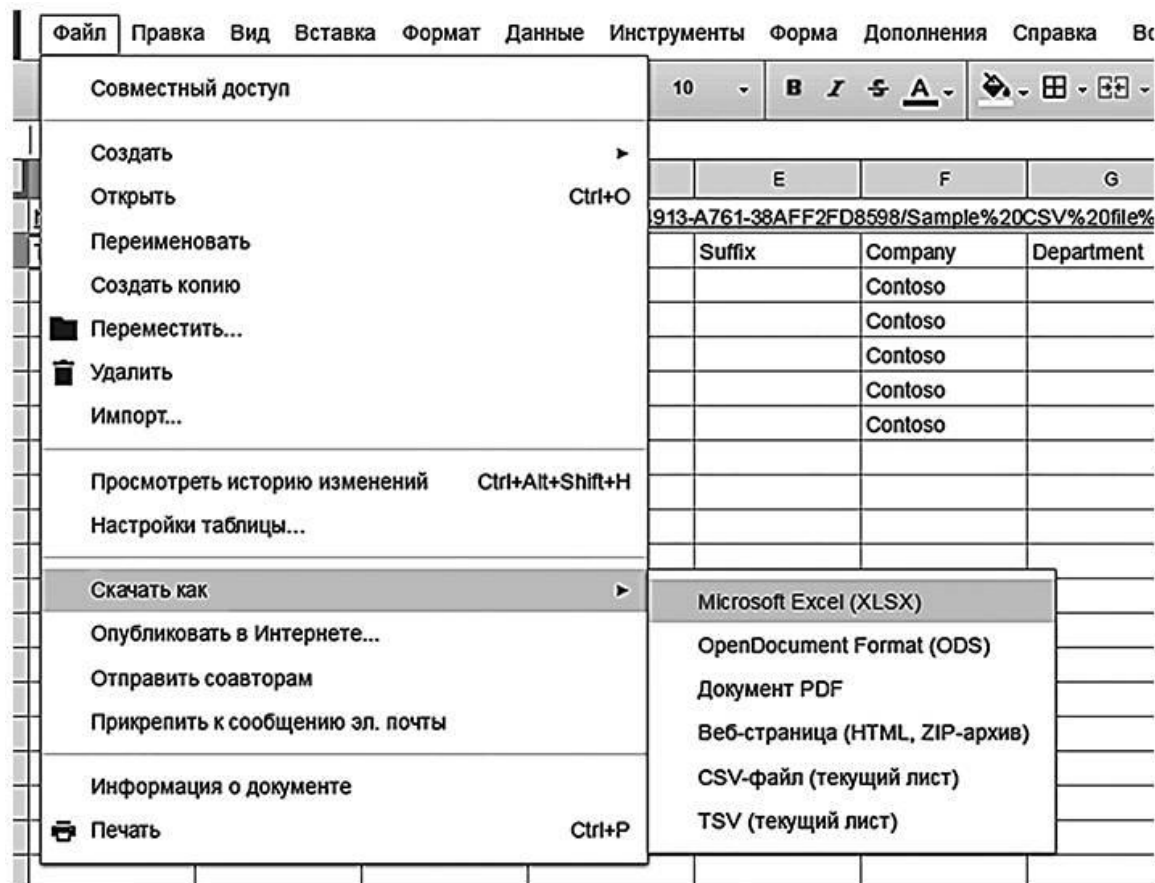 Файл Правка Вид Вставка Формат Данные Инструменты Форма Дополнения Справка
Совместный доступ 10 B I S A
Создать
E F G
Открыть Ctrl+O
913-A761-38AFF2FD8598/Sample%20CSV%20file%
Переименовать Suffix Company Department
Создать копию Contoso
Переместить... Contoso
Удалить Contoso
Contoso
Импорт... Contoso
Просмотреть историю изменений Ctrl+Alt+Shift+H
Настройки таблицы...
Скачать как
Microsoft Excel (XLSX)
Опубликовать в Интернете...
OpenDocument Format (ODS)
Отправить соавторам
Документ PDF
Прикрепить к сообщению эл. почты
Веб-страница (HTML, ZIP-архив)
Информация о документе
CSV-файл (текущий лист)
Печать Ctrl+P
TSV (текущий лист)